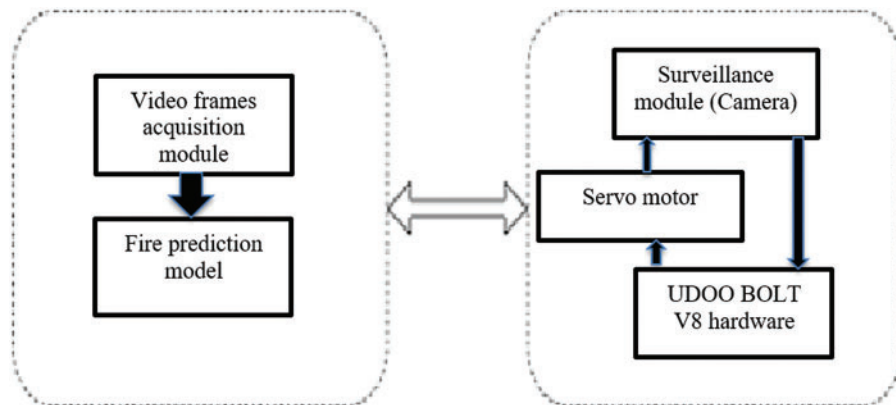 Video frames
acquisition
module
Fire prediction
model
Surveillance
module (Camera)
Servo motor
UDOO BOLT
V8 hardware